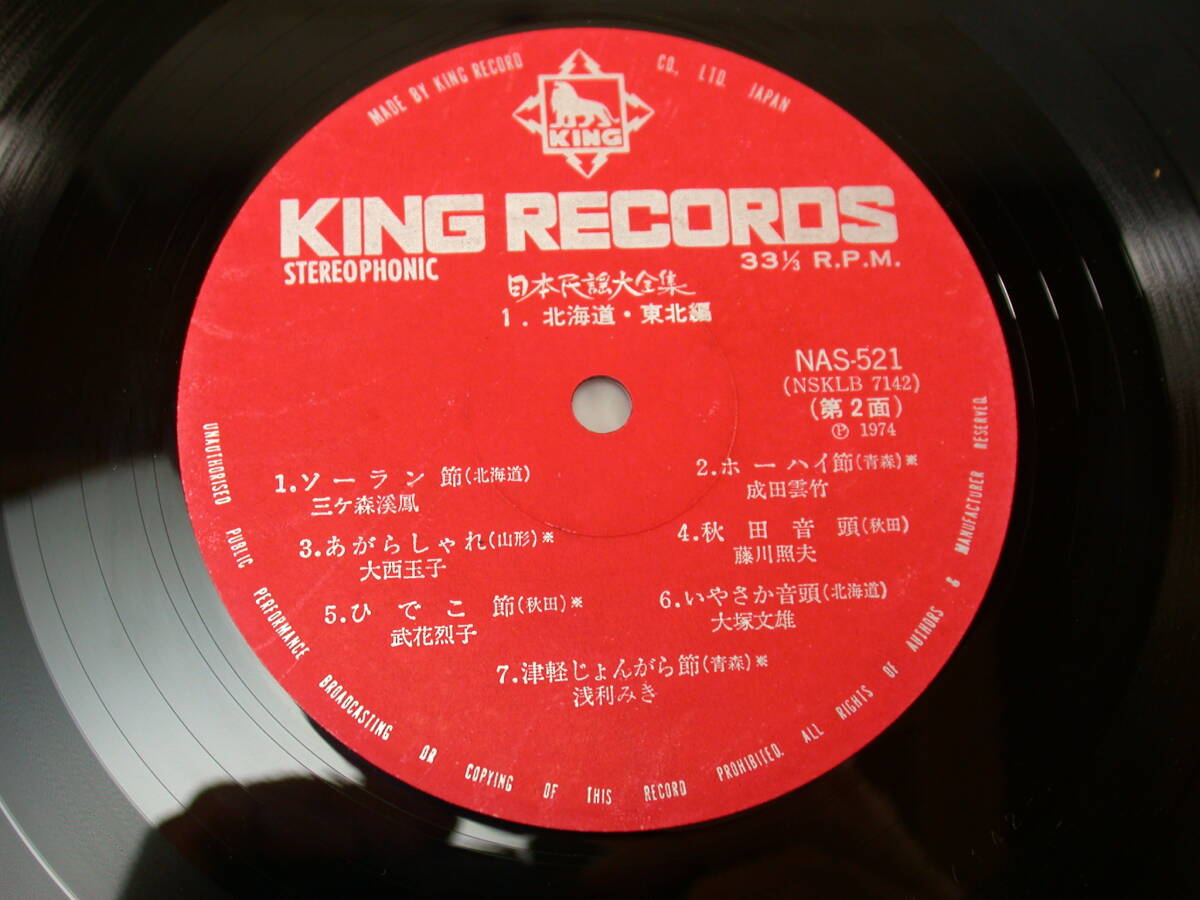 MADE BY KING RECORD CO., LTD. JAPAN
KING
KING RECORDS
STEREOPHONIC
33 1/3 R.P.M.
日本民謡大全集
1. 北海道・東北編
NAS-521
(NSKLB 7142)
(第2面)
Ⓟ 1974
1.ソーラン節(北海道)
三ケ森溪鳳
2.ホーハイ節(青森)※
成田雲竹
3.あがらしゃれ(山形)※
大西玉子
4.秋田音頭(秋田)
藤川照夫
5.ひでこ節(秋田)※
武花烈子
6.いやさか音頭(北海道)
大塚文雄
7.津軽じょんがら節(青森)※
浅利みき
UNAUTHORISED PUBLIC PERFORMANCE BROADCASTING OR COPYING OF THIS RECORD PROHIBITED. ALL RIGHTS OF AUTHORS & MANUFACTURER RESERVED.